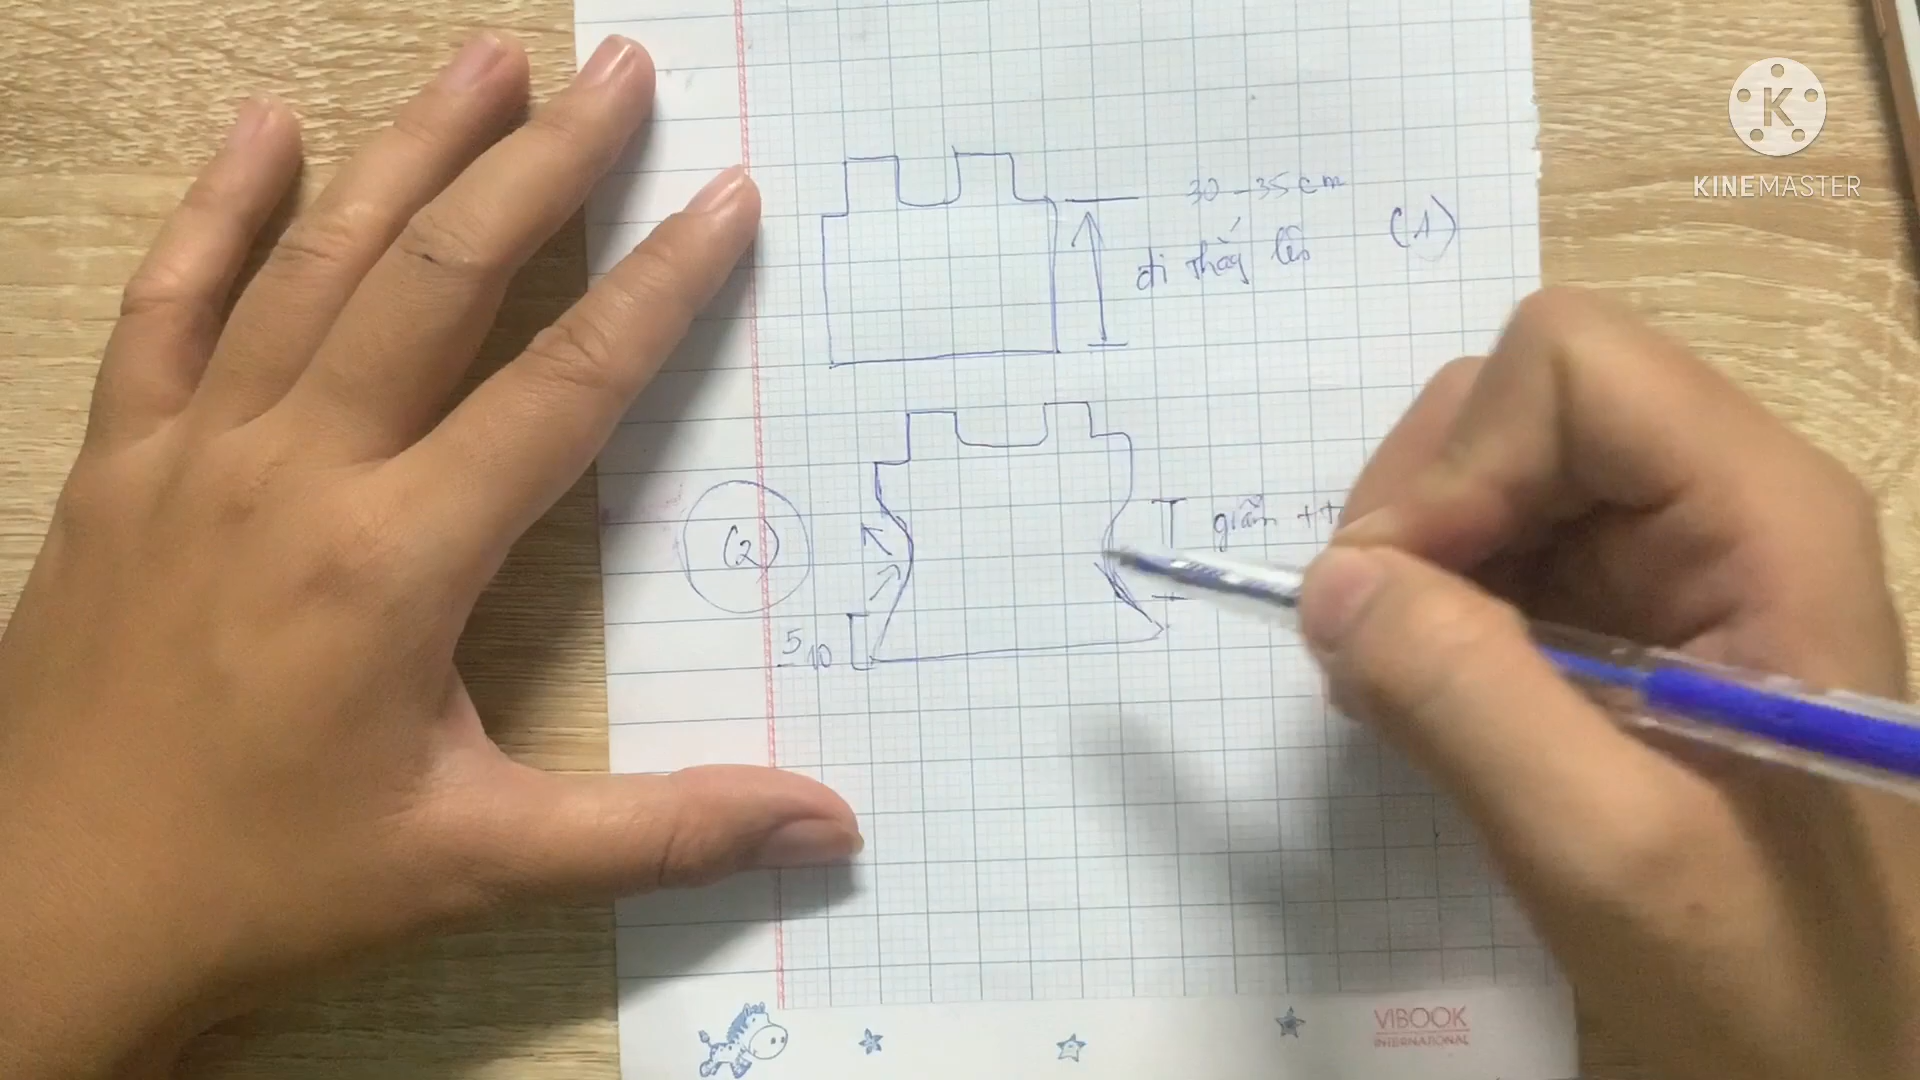 KINEMASTER
30 - 35 cm
đi thẳng lên
(1)
giảm ++
(2)
5
10
VIBOOK
INTERNATIONAL